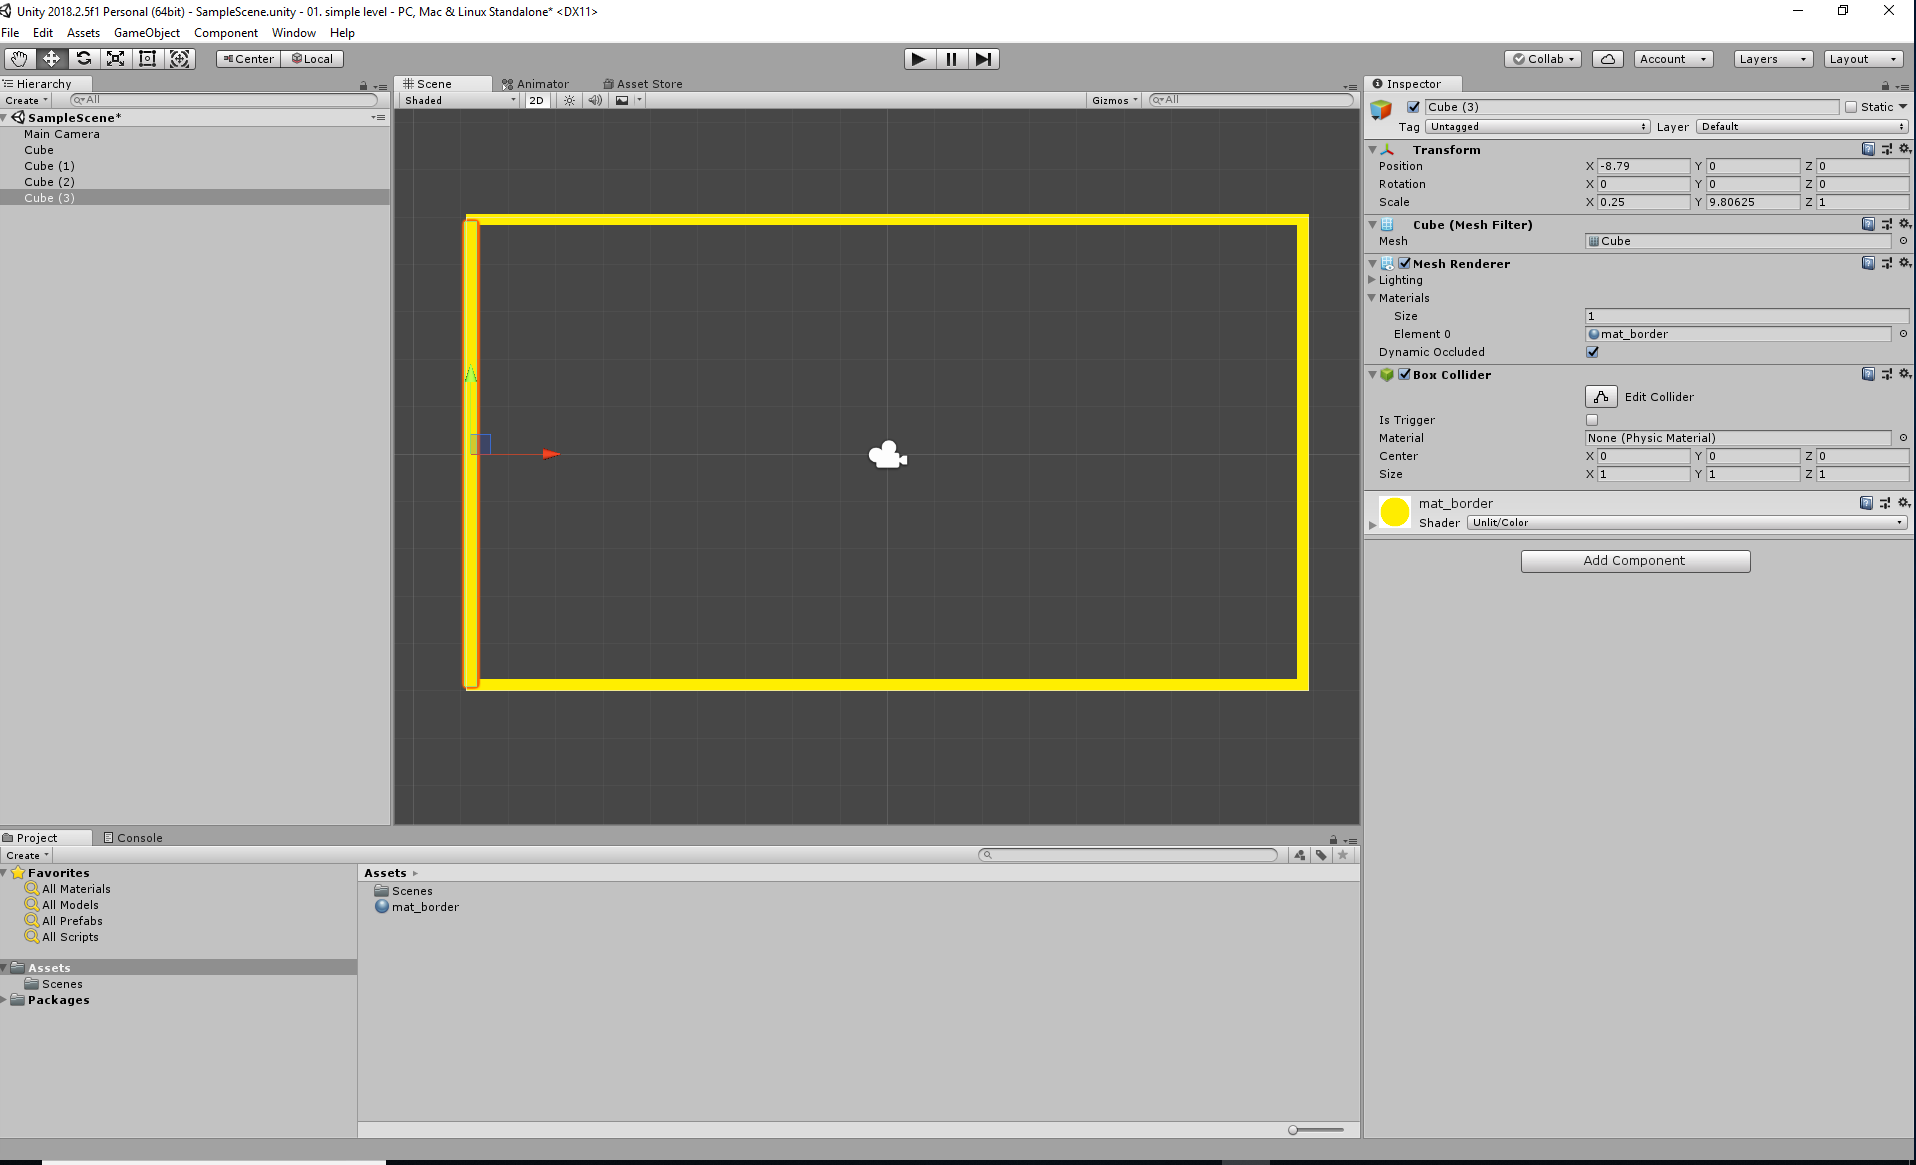 Unity 2018.2.5f1 Personal (64bit) - SampleScene.unity - 01. simple level - PC, Mac & Linux Standalone* <DX11>
File Edit Assets GameObject Component Window Help
Center Local Collab Account Layers Layout
Hierarchy
Create All
SampleScene*
Main Camera
Cube
Cube (1)
Cube (2)
Cube (3)
Scene Animator Asset Store
Shaded 2D Gizmos All
Inspector
Cube (3) Static
Tag Untagged Layer Default
Transform
Position X -8.79 Y 0 Z 0
Rotation X 0 Y 0 Z 0
Scale X 0.25 Y 9.80625 Z 1
Cube (Mesh Filter)
Mesh Cube
Mesh Renderer
Lighting
Materials
Size 1
Element 0 mat_border
Dynamic Occluded
Box Collider
Edit Collider
Is Trigger
Material None (Physic Material)
Center X 0 Y 0 Z 0
Size X 1 Y 1 Z 1
mat_border
Shader Unlit/Color
Add Component
Project Console
Create
Favorites
All Materials
All Models
All Prefabs
All Scripts
Assets
Scenes
Packages
Assets
Scenes
mat_border